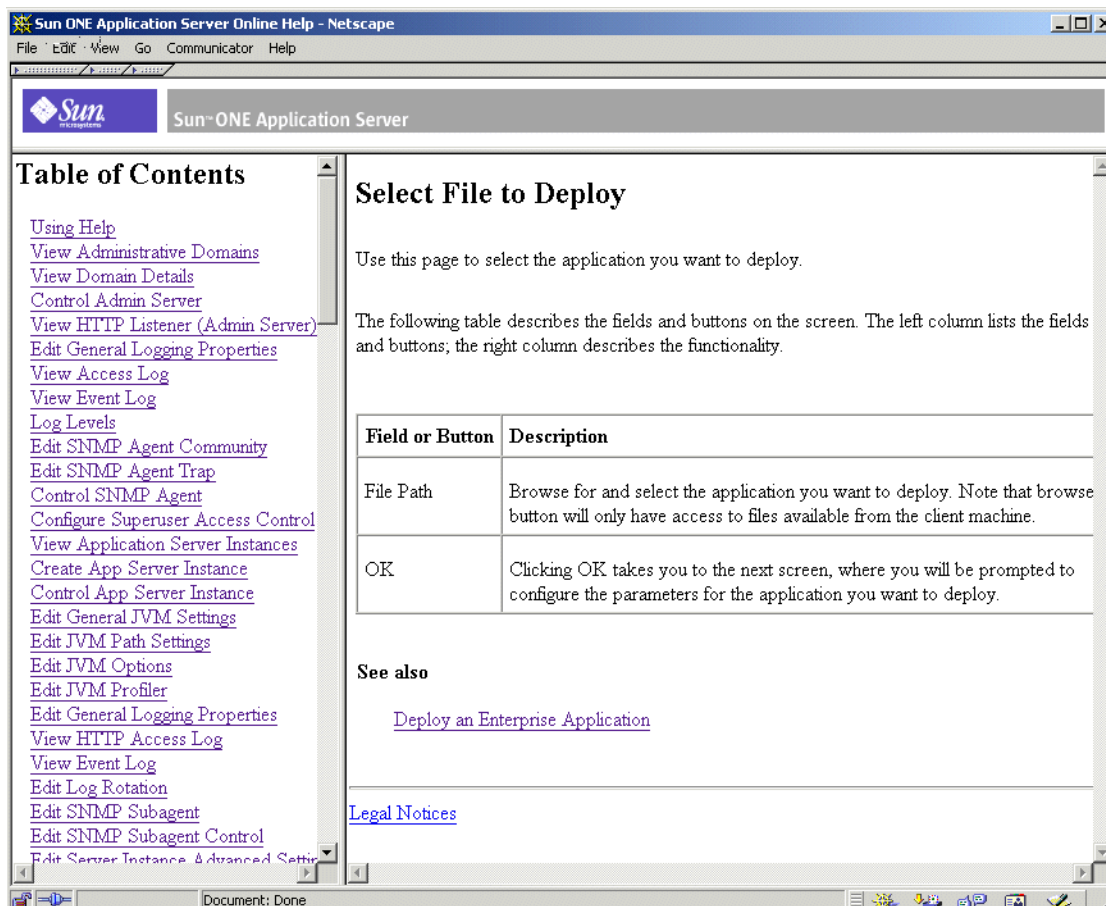 Sun ONE Application Server Online Help - Netscape
File Edit View Go Communicator Help
Sun
microsystems
Sun™ ONE Application Server
Table of Contents
Using Help
View Administrative Domains
View Domain Details
Control Admin Server
View HTTP Listener (Admin Server)
Edit General Logging Properties
View Access Log
View Event Log
Log Levels
Edit SNMP Agent Community
Edit SNMP Agent Trap
Control SNMP Agent
Configure Superuser Access Control
View Application Server Instances
Create App Server Instance
Control App Server Instance
Edit General JVM Settings
Edit JVM Path Settings
Edit JVM Options
Edit JVM Profiler
Edit General Logging Properties
View HTTP Access Log
View Event Log
Edit Log Rotation
Edit SNMP Subagent
Edit SNMP Subagent Control
Edit Server Instance Advanced Settin
Select File to Deploy
Use this page to select the application you want to deploy.
The following table describes the fields and buttons on the screen. The left column lists the fields
and buttons; the right column describes the functionality.
Field or Button Description
File Path Browse for and select the application you want to deploy. Note that browse
button will only have access to files available from the client machine.
OK Clicking OK takes you to the next screen, where you will be prompted to
configure the parameters for the application you want to deploy.
See also
Deploy an Enterprise Application
Legal Notices
Document: Done